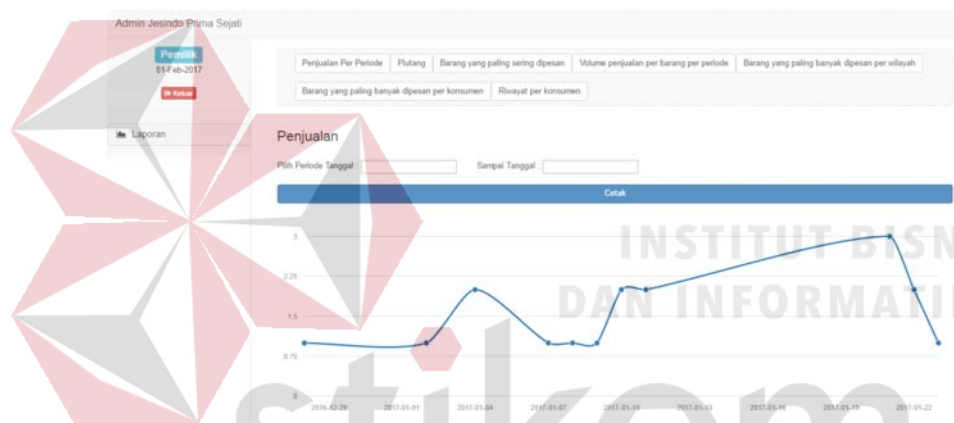 Admin Jesindo Prima Sejati
Pemilik
01-Feb-2017
Keluar
Laporan
Penjualan Per Periode Piutang Barang yang paling sering dipesan Volume penjualan per barang per periode Barang yang paling banyak dipesan per wilayah
Barang yang paling banyak dipesan per konsumen Riwayat per konsumen
Penjualan
Pilih Periode Tanggal : Sampai Tanggal :
Cetak
3
2.25
1.5
0.75
0
2016-12-29 2017-01-01 2017-01-04 2017-01-07 2017-01-10 2017-01-13 2017-01-16 2017-01-19 2017-01-22
INSTITUT BISN
DAN INFORMATI
stikom